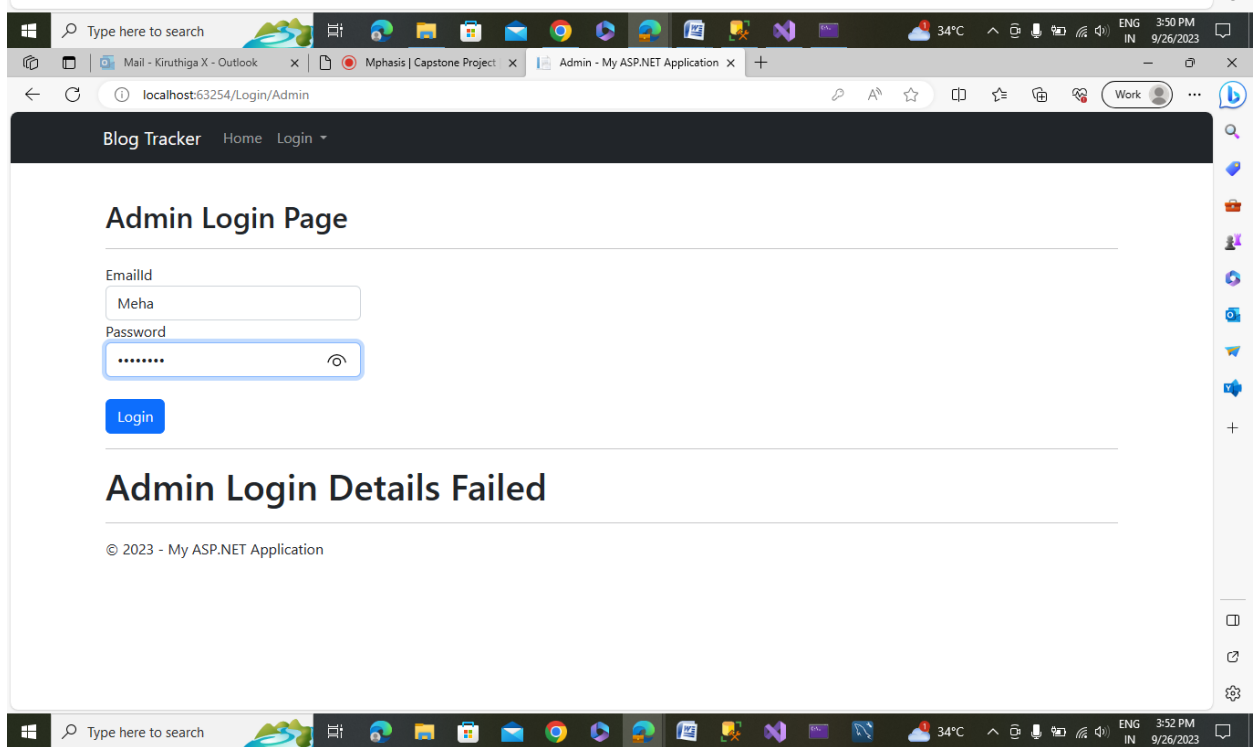 Type here to search
34°C
ENG 3:50 PM
IN 9/26/2023
Mail - Kiruthiga X - Outlook
Mphasis | Capstone Project
Admin - My ASP.NET Application
localhost:63254/Login/Admin
Work
Blog Tracker Home Login
Admin Login Page
EmailId
Meha
Password
••••••••
Login
Admin Login Details Failed
© 2023 - My ASP.NET Application
Type here to search
34°C
ENG 3:52 PM
IN 9/26/2023